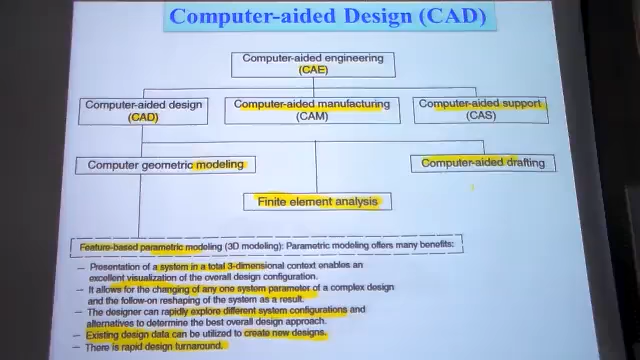 Computer-aided Design (CAD)
Computer-aided engineering
(CAE)
Computer-aided design
(CAD)
Computer-aided manufacturing
(CAM)
Computer-aided support
(CAS)
Computer geometric modeling
Computer-aided drafting
Finite element analysis
Feature-based parametric modeling (3D modeling): Parametric modeling offers many benefits:
— Presentation of a system in a total 3-dimensional context enables an
excellent visualization of the overall design configuration.
— It allows for the changing of any one system parameter of a complex design
and the follow-on reshaping of the system as a result.
— The designer can rapidly explore different system configurations and
alternatives to determine the best overall design approach.
— Existing design data can be utilized to create new designs.
— There is rapid design turnaround.